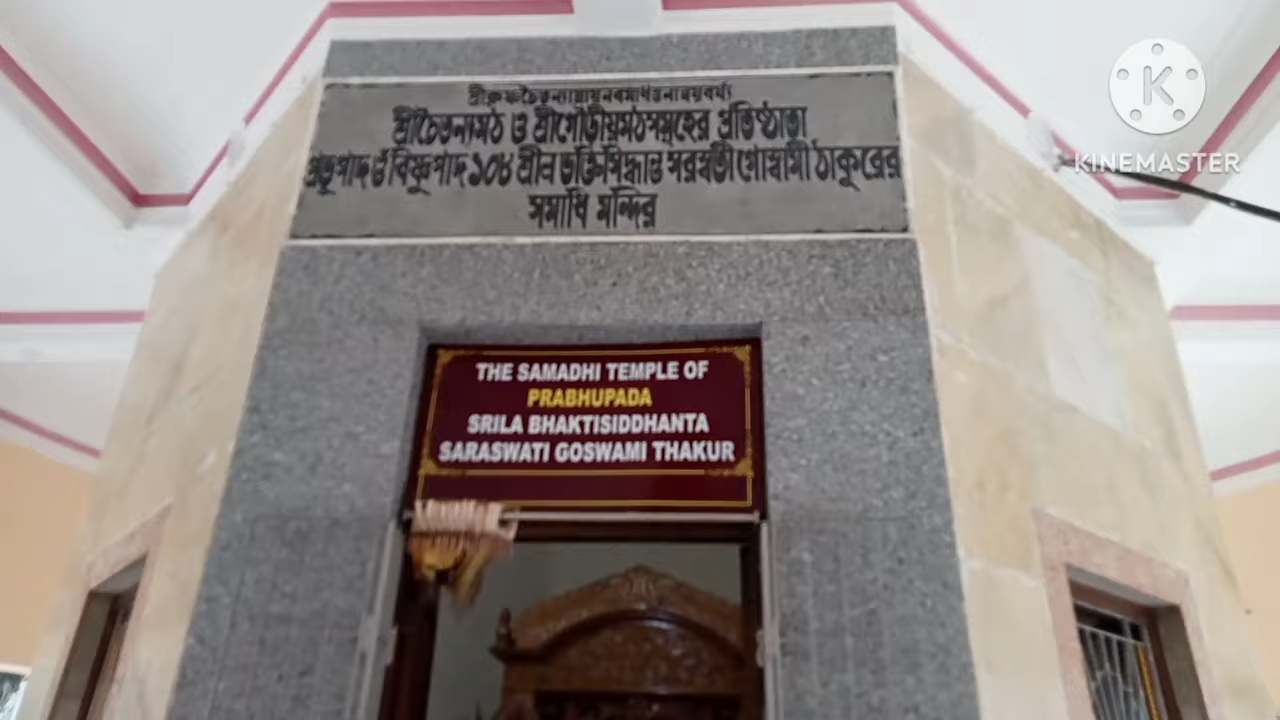 শ্রীচৈতন্যমঠ ও শ্রীগৌড়ীয়মঠসমূহের প্রতিষ্ঠাতা
প্রভুপাদ ওঁ বিষ্ণুপাদ ১০৮ শ্রীল ভক্তিসিদ্ধান্ত সরস্বতী গোস্বামী ঠাকুরের
সমাধি মন্দির
THE SAMADHI TEMPLE OF
PRABHUPADA
SRILA BHAKTISIDDHANTA
SARASWATI GOSWAMI THAKUR
K
KINEMASTER